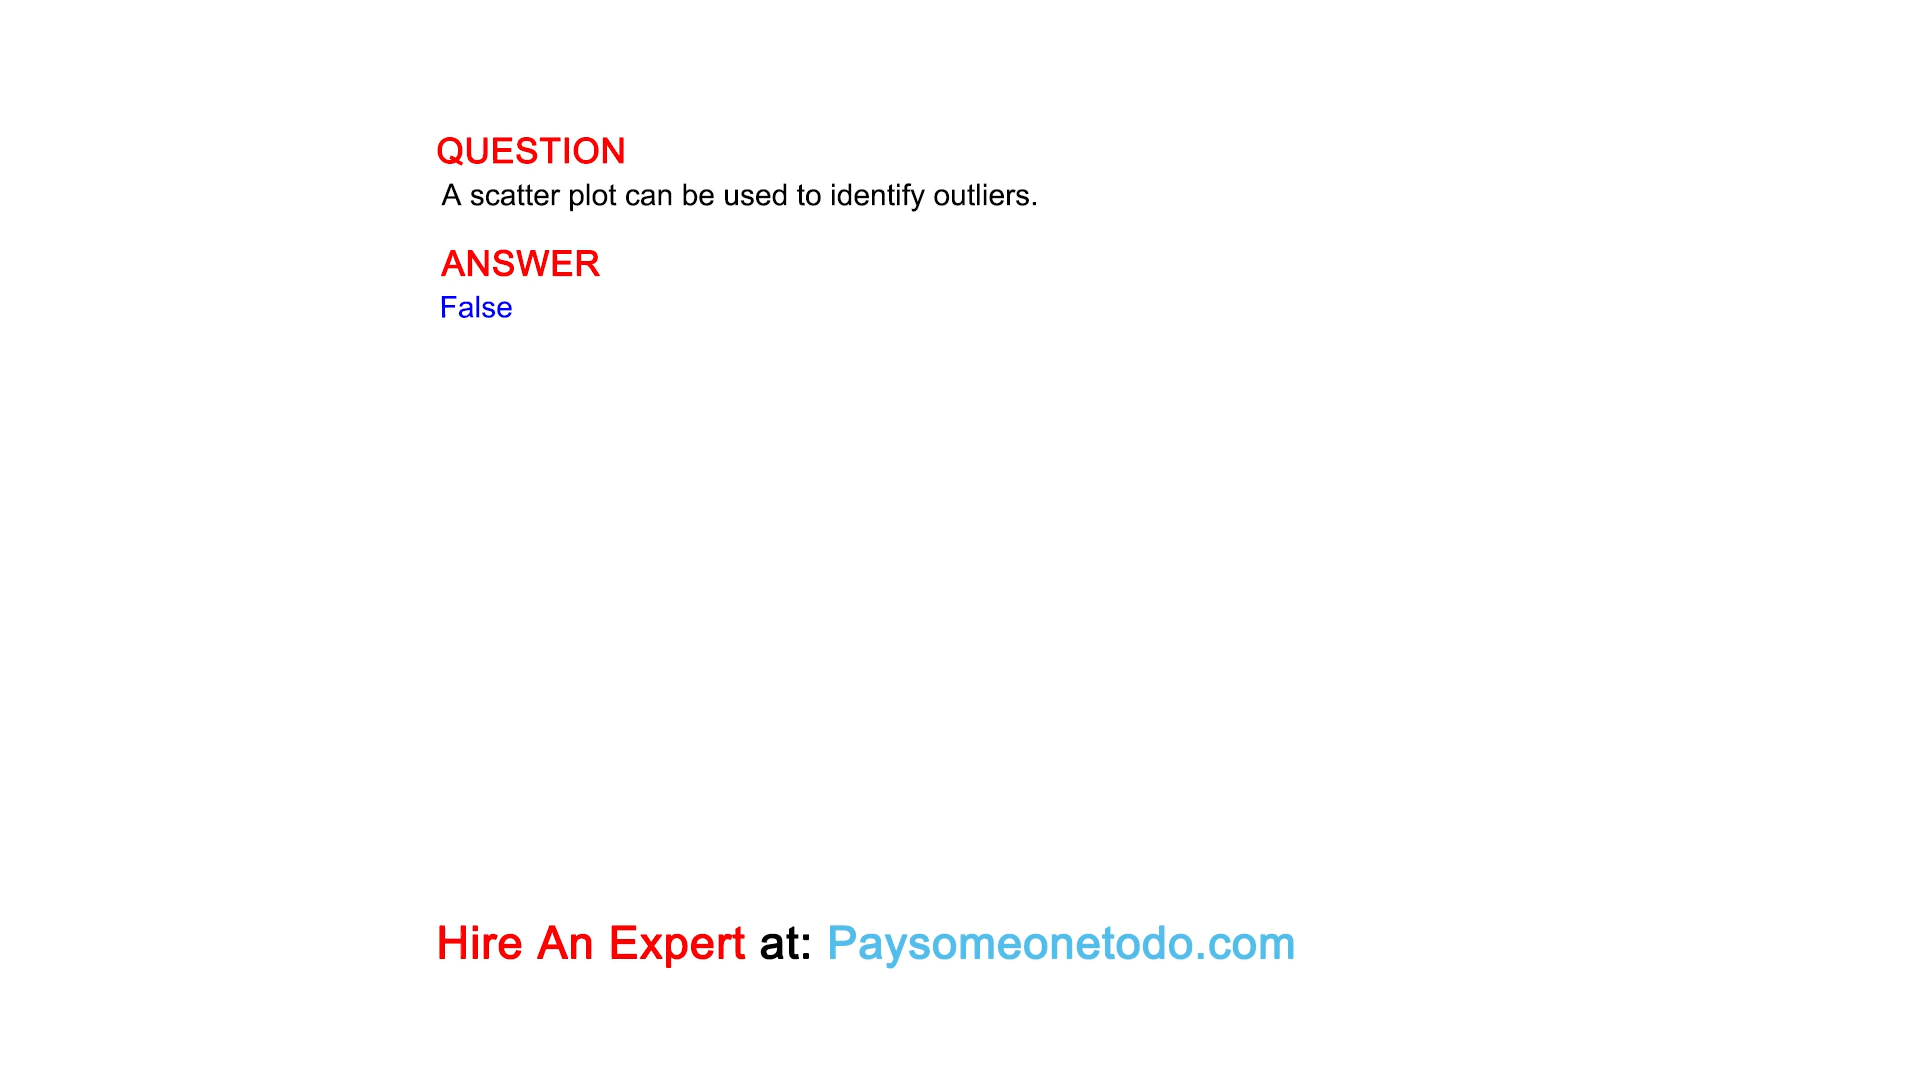 QUESTION
A scatter plot can be used to identify outliers.
ANSWER
False
Hire An Expert at: Paysomeonetodo.com